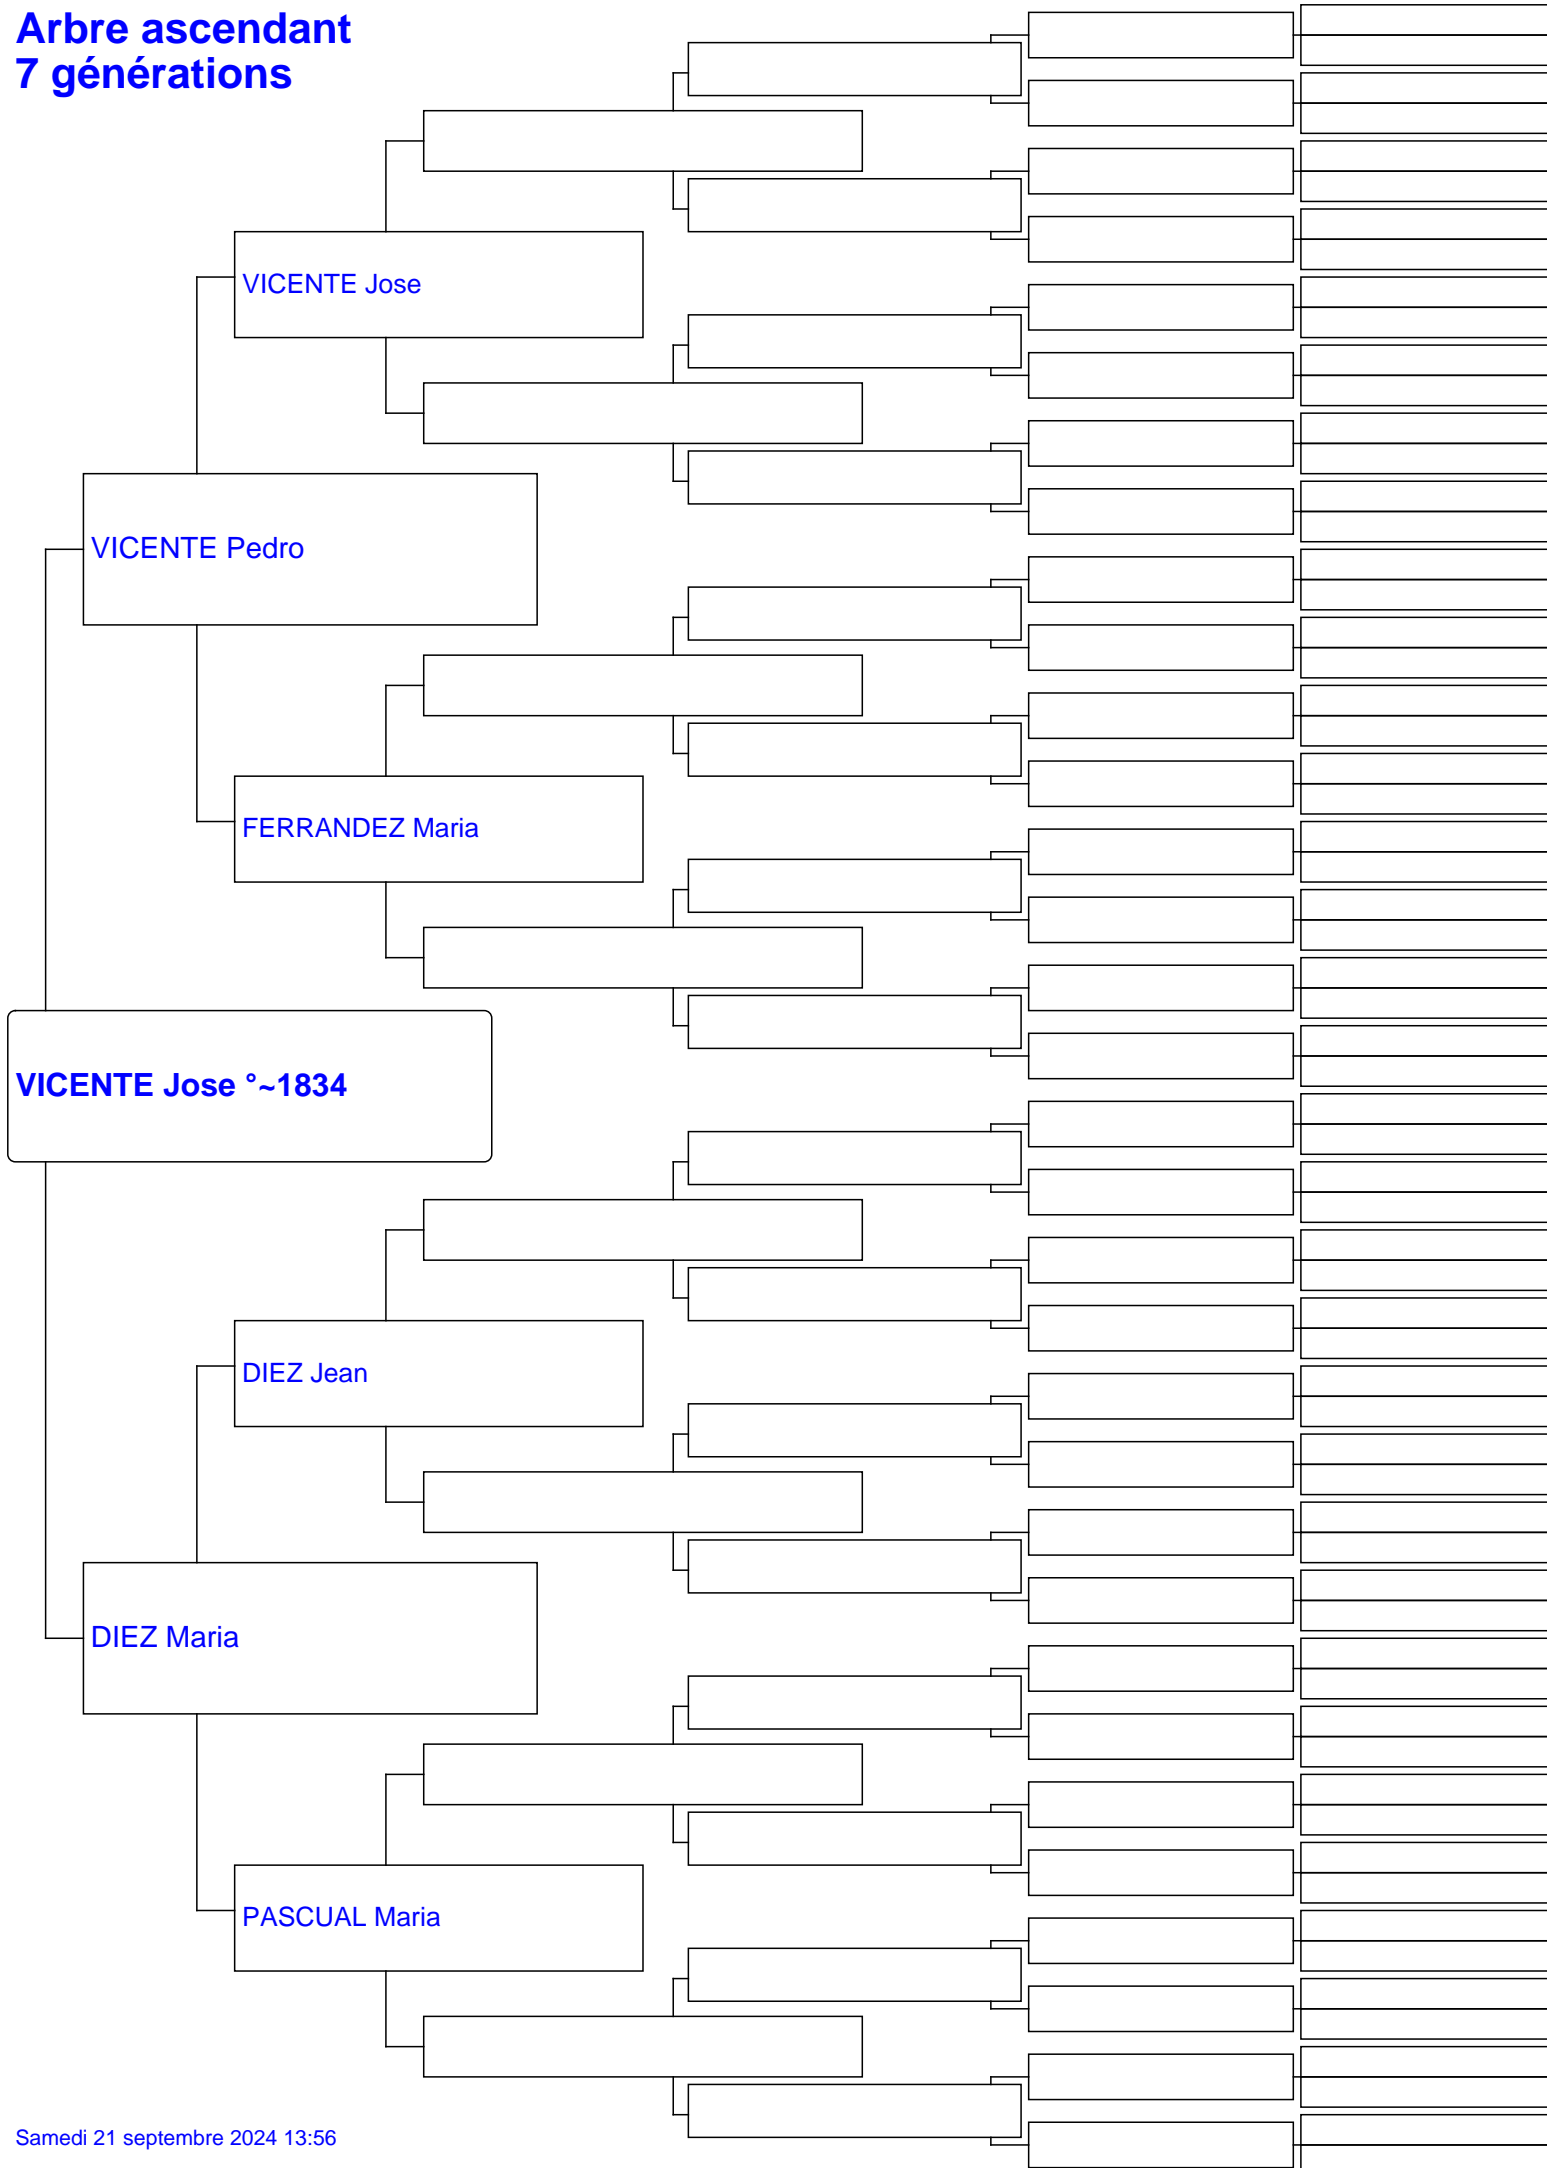 Arbre ascendant
7 générations
VICENTE Jose
VICENTE Pedro
FERRANDEZ Maria
VICENTE Jose °~1834
DIEZ Jean
DIEZ Maria
PASCUAL Maria
Samedi 21 septembre 2024 13:56